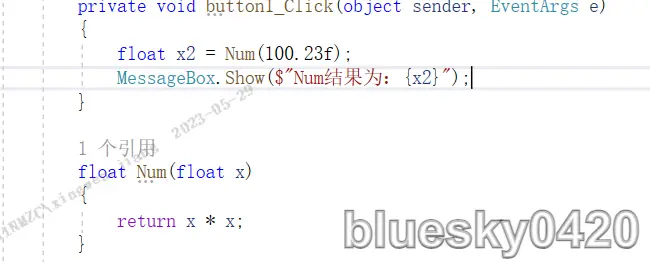 private void button1_Click(object sender, EventArgs e)
{
float x2 = Num(100.23f);
MessageBox.Show($"Num结果为：{x2}");
}
1 个引用
float Num(float x)
{
return x * x;
}
2023-05-29
bluesky0420